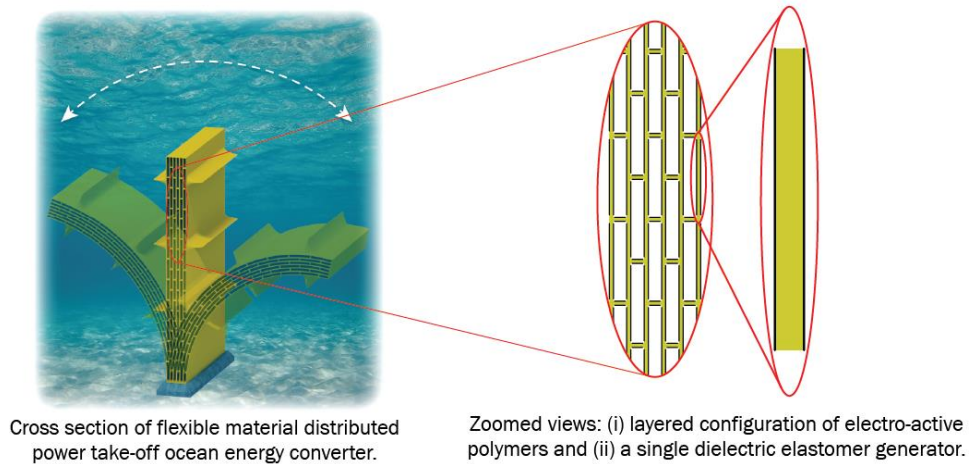 Cross section of flexible material distributed
power take-off ocean energy converter.
Zoomed views: (i) layered configuration of electro-active
polymers and (ii) a single dielectric elastomer generator.